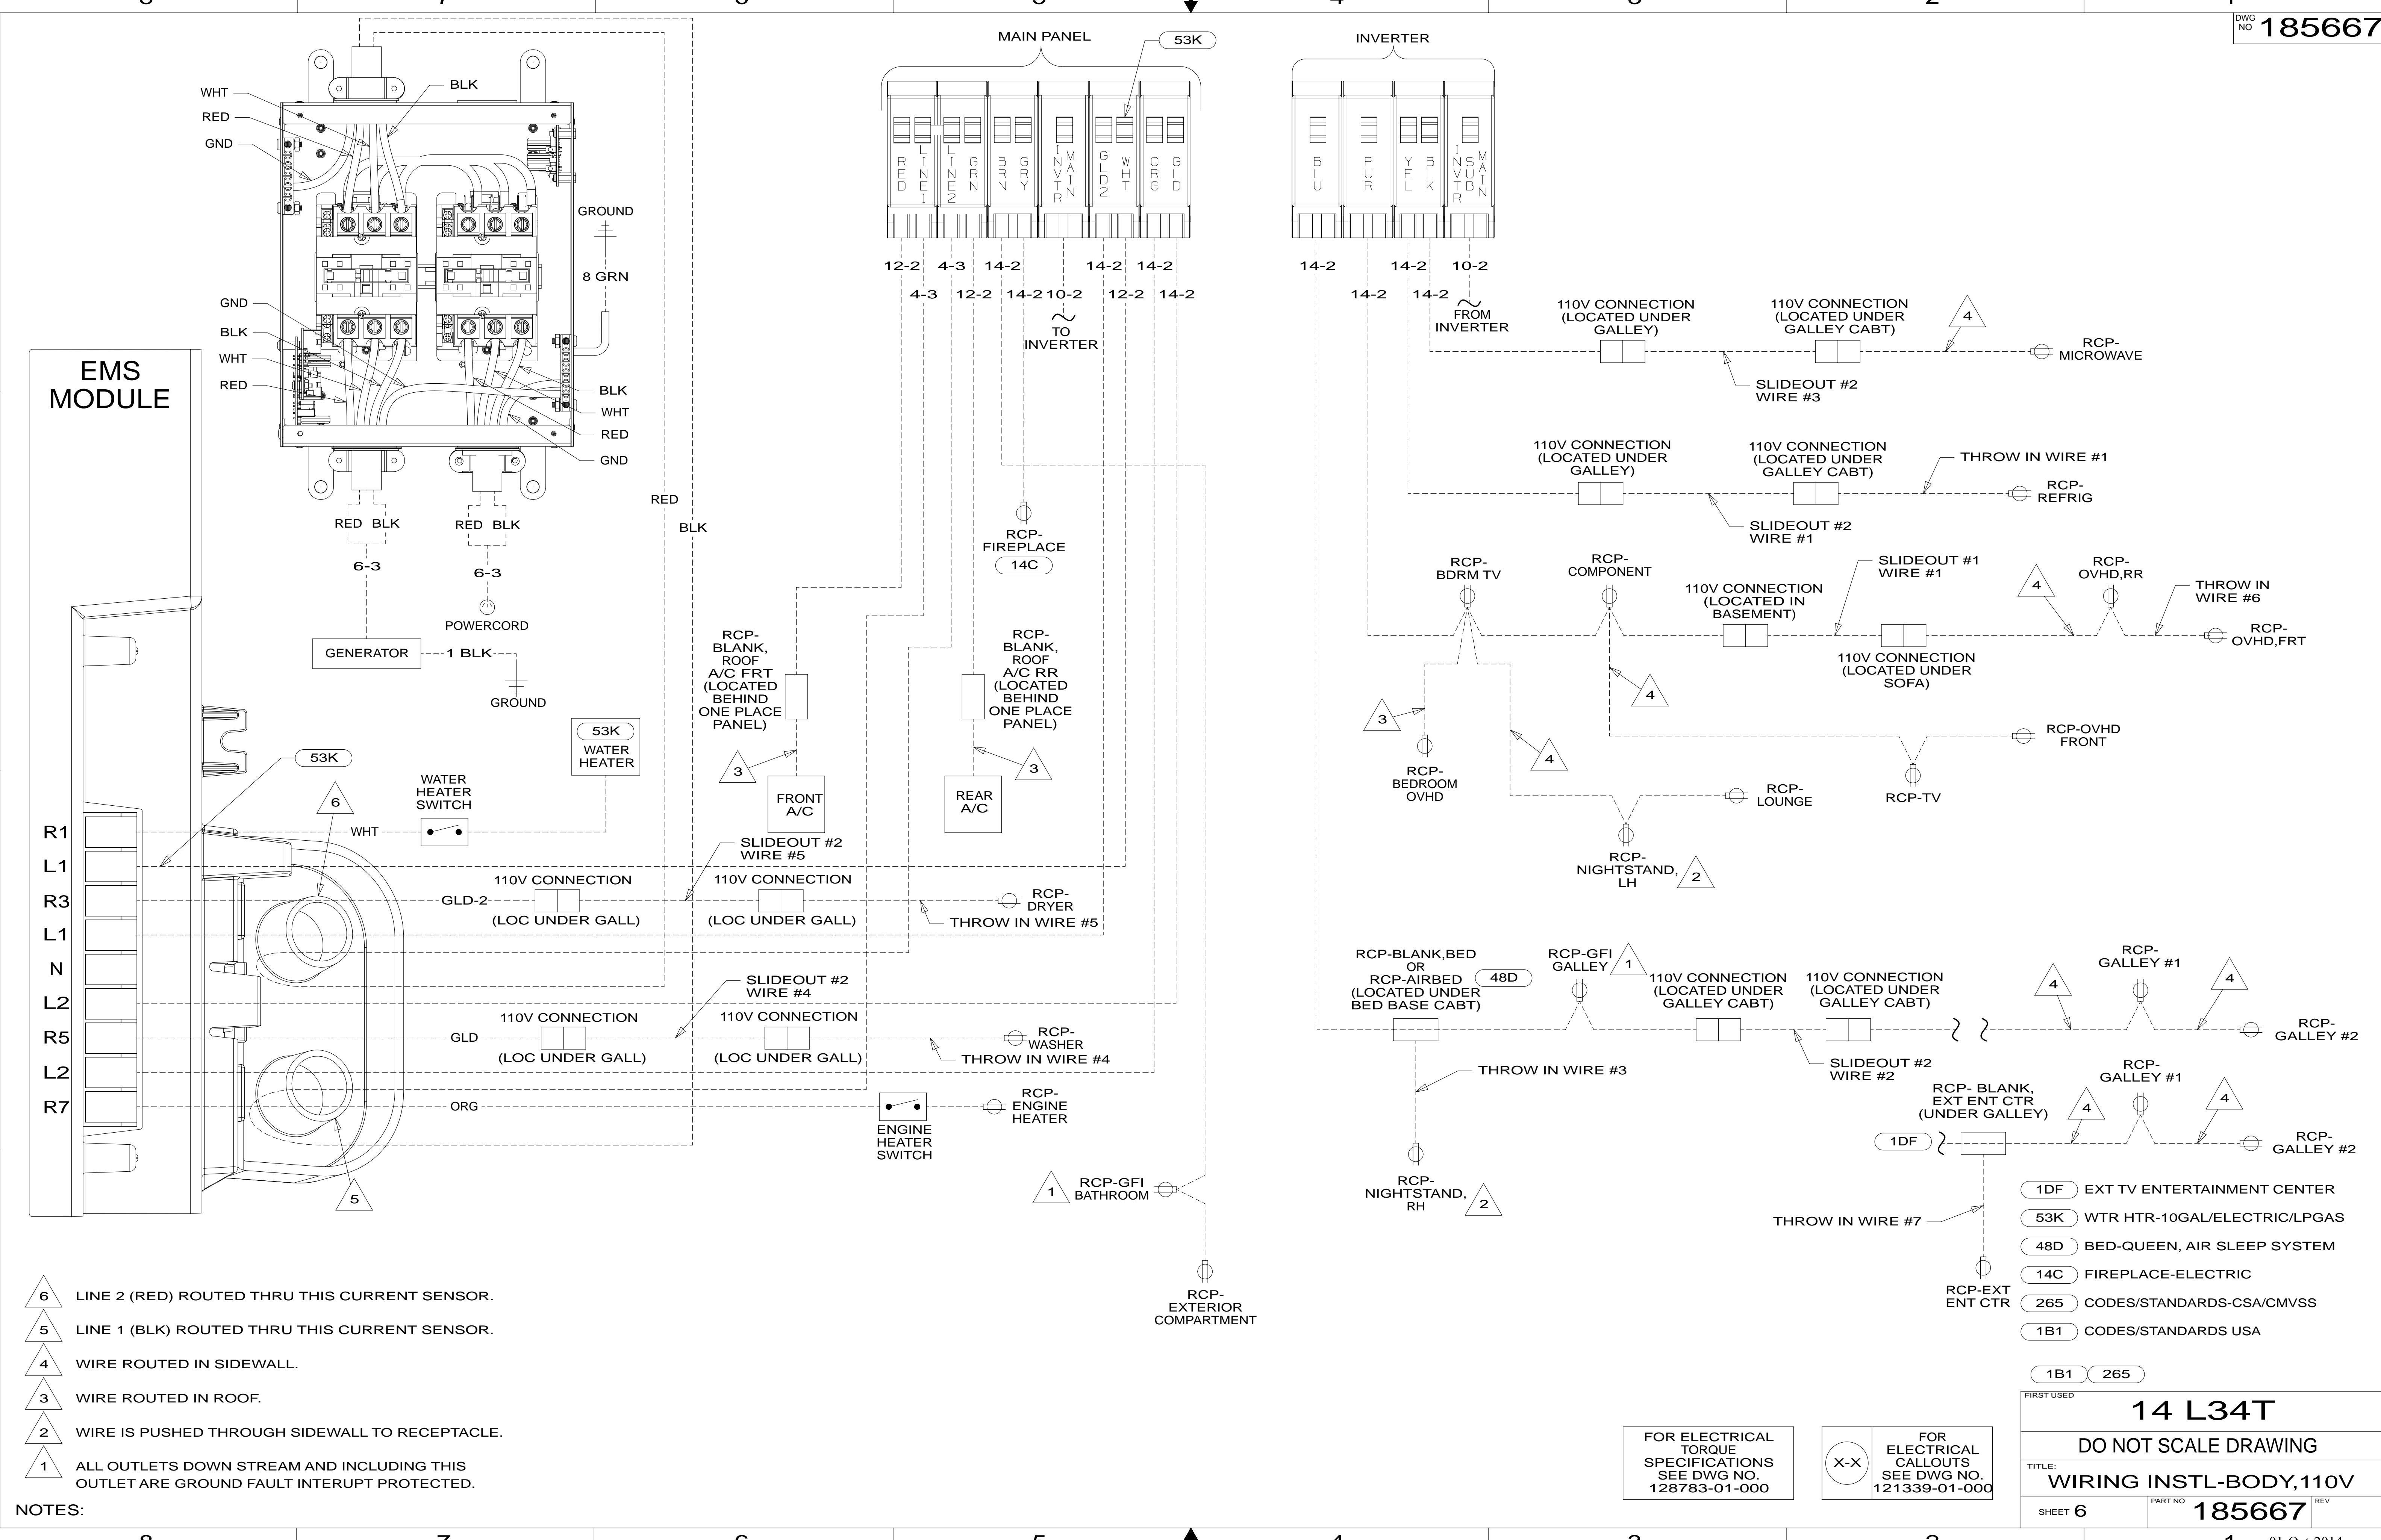 DWG
NO 185667
MAIN PANEL
53K
INVERTER
WHT
RED
GND
BLK
RED
LINE1
LINE2
GRN
BRN
GRY
INVTR
MAIN
GLD2
WHT
ORG
GLD
BLU
PUR
YEL
BLK
INVTR
SUB
MAIN
GROUND
8 GRN
12-2 4-3 14-2 14-2 14-2
4-3 12-2 14-2 10-2 12-2 14-2
TO
INVERTER
14-2 14-2 10-2
14-2 14-2
FROM
INVERTER
110V CONNECTION
(LOCATED UNDER
GALLEY)
110V CONNECTION
(LOCATED UNDER
GALLEY CABT)
4
RCP-
MICROWAVE
SLIDEOUT #2
WIRE #3
GND
BLK
WHT
RED
BLK
WHT
RED
GND
EMS
MODULE
110V CONNECTION
(LOCATED UNDER
GALLEY)
110V CONNECTION
(LOCATED UNDER
GALLEY CABT)
THROW IN WIRE #1
RCP-
REFRIG
SLIDEOUT #2
WIRE #1
RED
BLK
RED BLK
RED BLK
6-3
6-3
POWERCORD
GENERATOR
1 BLK
GROUND
RCP-
FIREPLACE
14C
RCP-
BDRM TV
RCP-
COMPONENT
110V CONNECTION
(LOCATED IN
BASEMENT)
SLIDEOUT #1
WIRE #1
4
RCP-
OVHD,RR
THROW IN
WIRE #6
RCP-
OVHD,FRT
110V CONNECTION
(LOCATED UNDER
SOFA)
RCP-
BLANK,
ROOF
A/C FRT
(LOCATED
BEHIND
ONE PLACE
PANEL)
RCP-
BLANK,
ROOF
A/C RR
(LOCATED
BEHIND
ONE PLACE
PANEL)
3
4
4
RCP-OVHD
FRONT
RCP-
BEDROOM
OVHD
RCP-
LOUNGE
RCP-TV
RCP-
NIGHTSTAND,
LH
2
53K
WATER
HEATER
53K
WATER
HEATER
SWITCH
6
3
3
FRONT
A/C
REAR
A/C
R1
L1
R3
L1
N
L2
R5
L2
R7
WHT
SLIDEOUT #2
WIRE #5
110V CONNECTION
(LOC UNDER GALL)
110V CONNECTION
(LOC UNDER GALL)
GLD-2
RCP-
DRYER
THROW IN WIRE #5
SLIDEOUT #2
WIRE #4
110V CONNECTION
(LOC UNDER GALL)
110V CONNECTION
(LOC UNDER GALL)
GLD
RCP-
WASHER
THROW IN WIRE #4
ORG
RCP-
ENGINE
HEATER
ENGINE
HEATER
SWITCH
5
1
RCP-GFI
BATHROOM
RCP-
EXTERIOR
COMPARTMENT
RCP-BLANK,BED
OR
RCP-AIRBED
(LOCATED UNDER
BED BASE CABT)
48D
RCP-GFI
GALLEY
1
110V CONNECTION
(LOCATED UNDER
GALLEY CABT)
110V CONNECTION
(LOCATED UNDER
GALLEY CABT)
4
RCP-
GALLEY #1
4
RCP-
GALLEY #2
THROW IN WIRE #3
SLIDEOUT #2
WIRE #2
RCP- BLANK,
EXT ENT CTR
(UNDER GALLEY)
4
RCP-
GALLEY #1
4
RCP-
GALLEY #2
1DF
RCP-
NIGHTSTAND,
RH
2
THROW IN WIRE #7
RCP-EXT
ENT CTR
1DF EXT TV ENTERTAINMENT CENTER
53K WTR HTR-10GAL/ELECTRIC/LPGAS
48D BED-QUEEN, AIR SLEEP SYSTEM
14C FIREPLACE-ELECTRIC
265 CODES/STANDARDS-CSA/CMVSS
1B1 CODES/STANDARDS USA
1B1 265
6 LINE 2 (RED) ROUTED THRU THIS CURRENT SENSOR.
5 LINE 1 (BLK) ROUTED THRU THIS CURRENT SENSOR.
4 WIRE ROUTED IN SIDEWALL.
3 WIRE ROUTED IN ROOF.
2 WIRE IS PUSHED THROUGH SIDEWALL TO RECEPTACLE.
1 ALL OUTLETS DOWN STREAM AND INCLUDING THIS
OUTLET ARE GROUND FAULT INTERUPT PROTECTED.
NOTES:
FOR ELECTRICAL
TORQUE
SPECIFICATIONS
SEE DWG NO.
128783-01-000
X-X
FOR
ELECTRICAL
CALLOUTS
SEE DWG NO.
121339-01-000
FIRST USED
14 L34T
DO NOT SCALE DRAWING
TITLE:
WIRING INSTL-BODY,110V
SHEET 6
PART NO 185667
REV